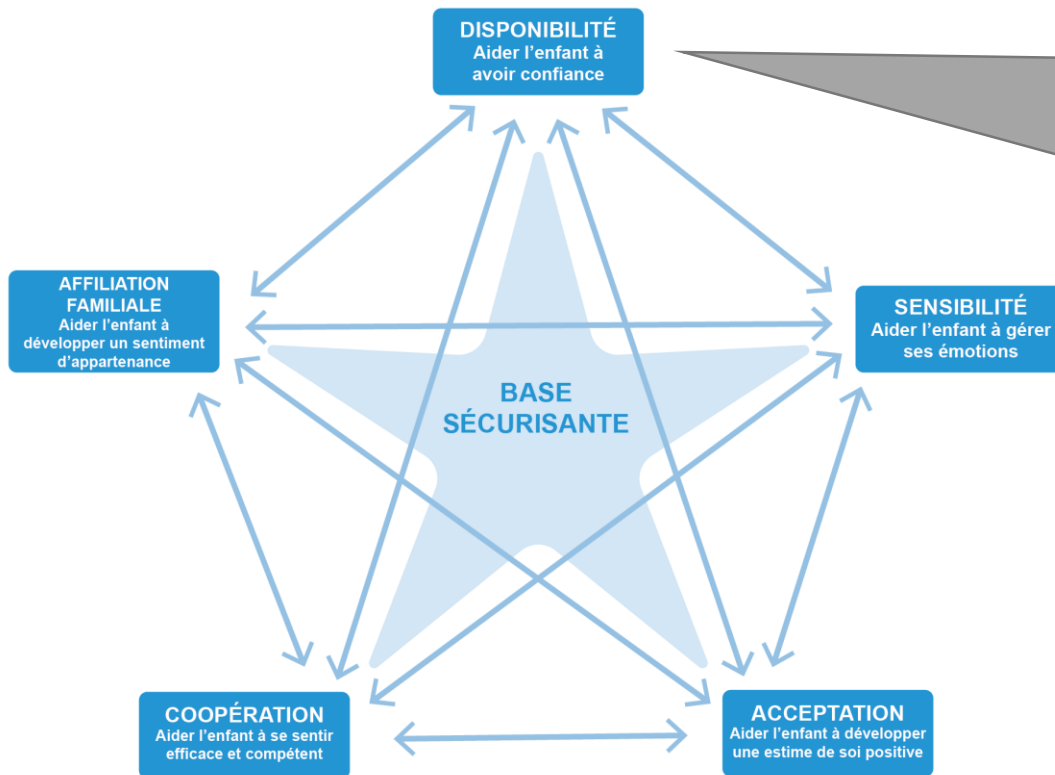 DISPONIBILITÉ
Aider l'enfant à
avoir confiance
AFFILIATION
FAMILIALE
Aider l'enfant à
développer un sentiment
d'appartenance
SENSIBILITÉ
Aider l'enfant à gérer
ses émotions
BASE
SÉCURISANTE
COOPÉRATION
Aider l'enfant à se sentir
efficace et compétent
ACCEPTATION
Aider l'enfant à développer
une estime de soi positive